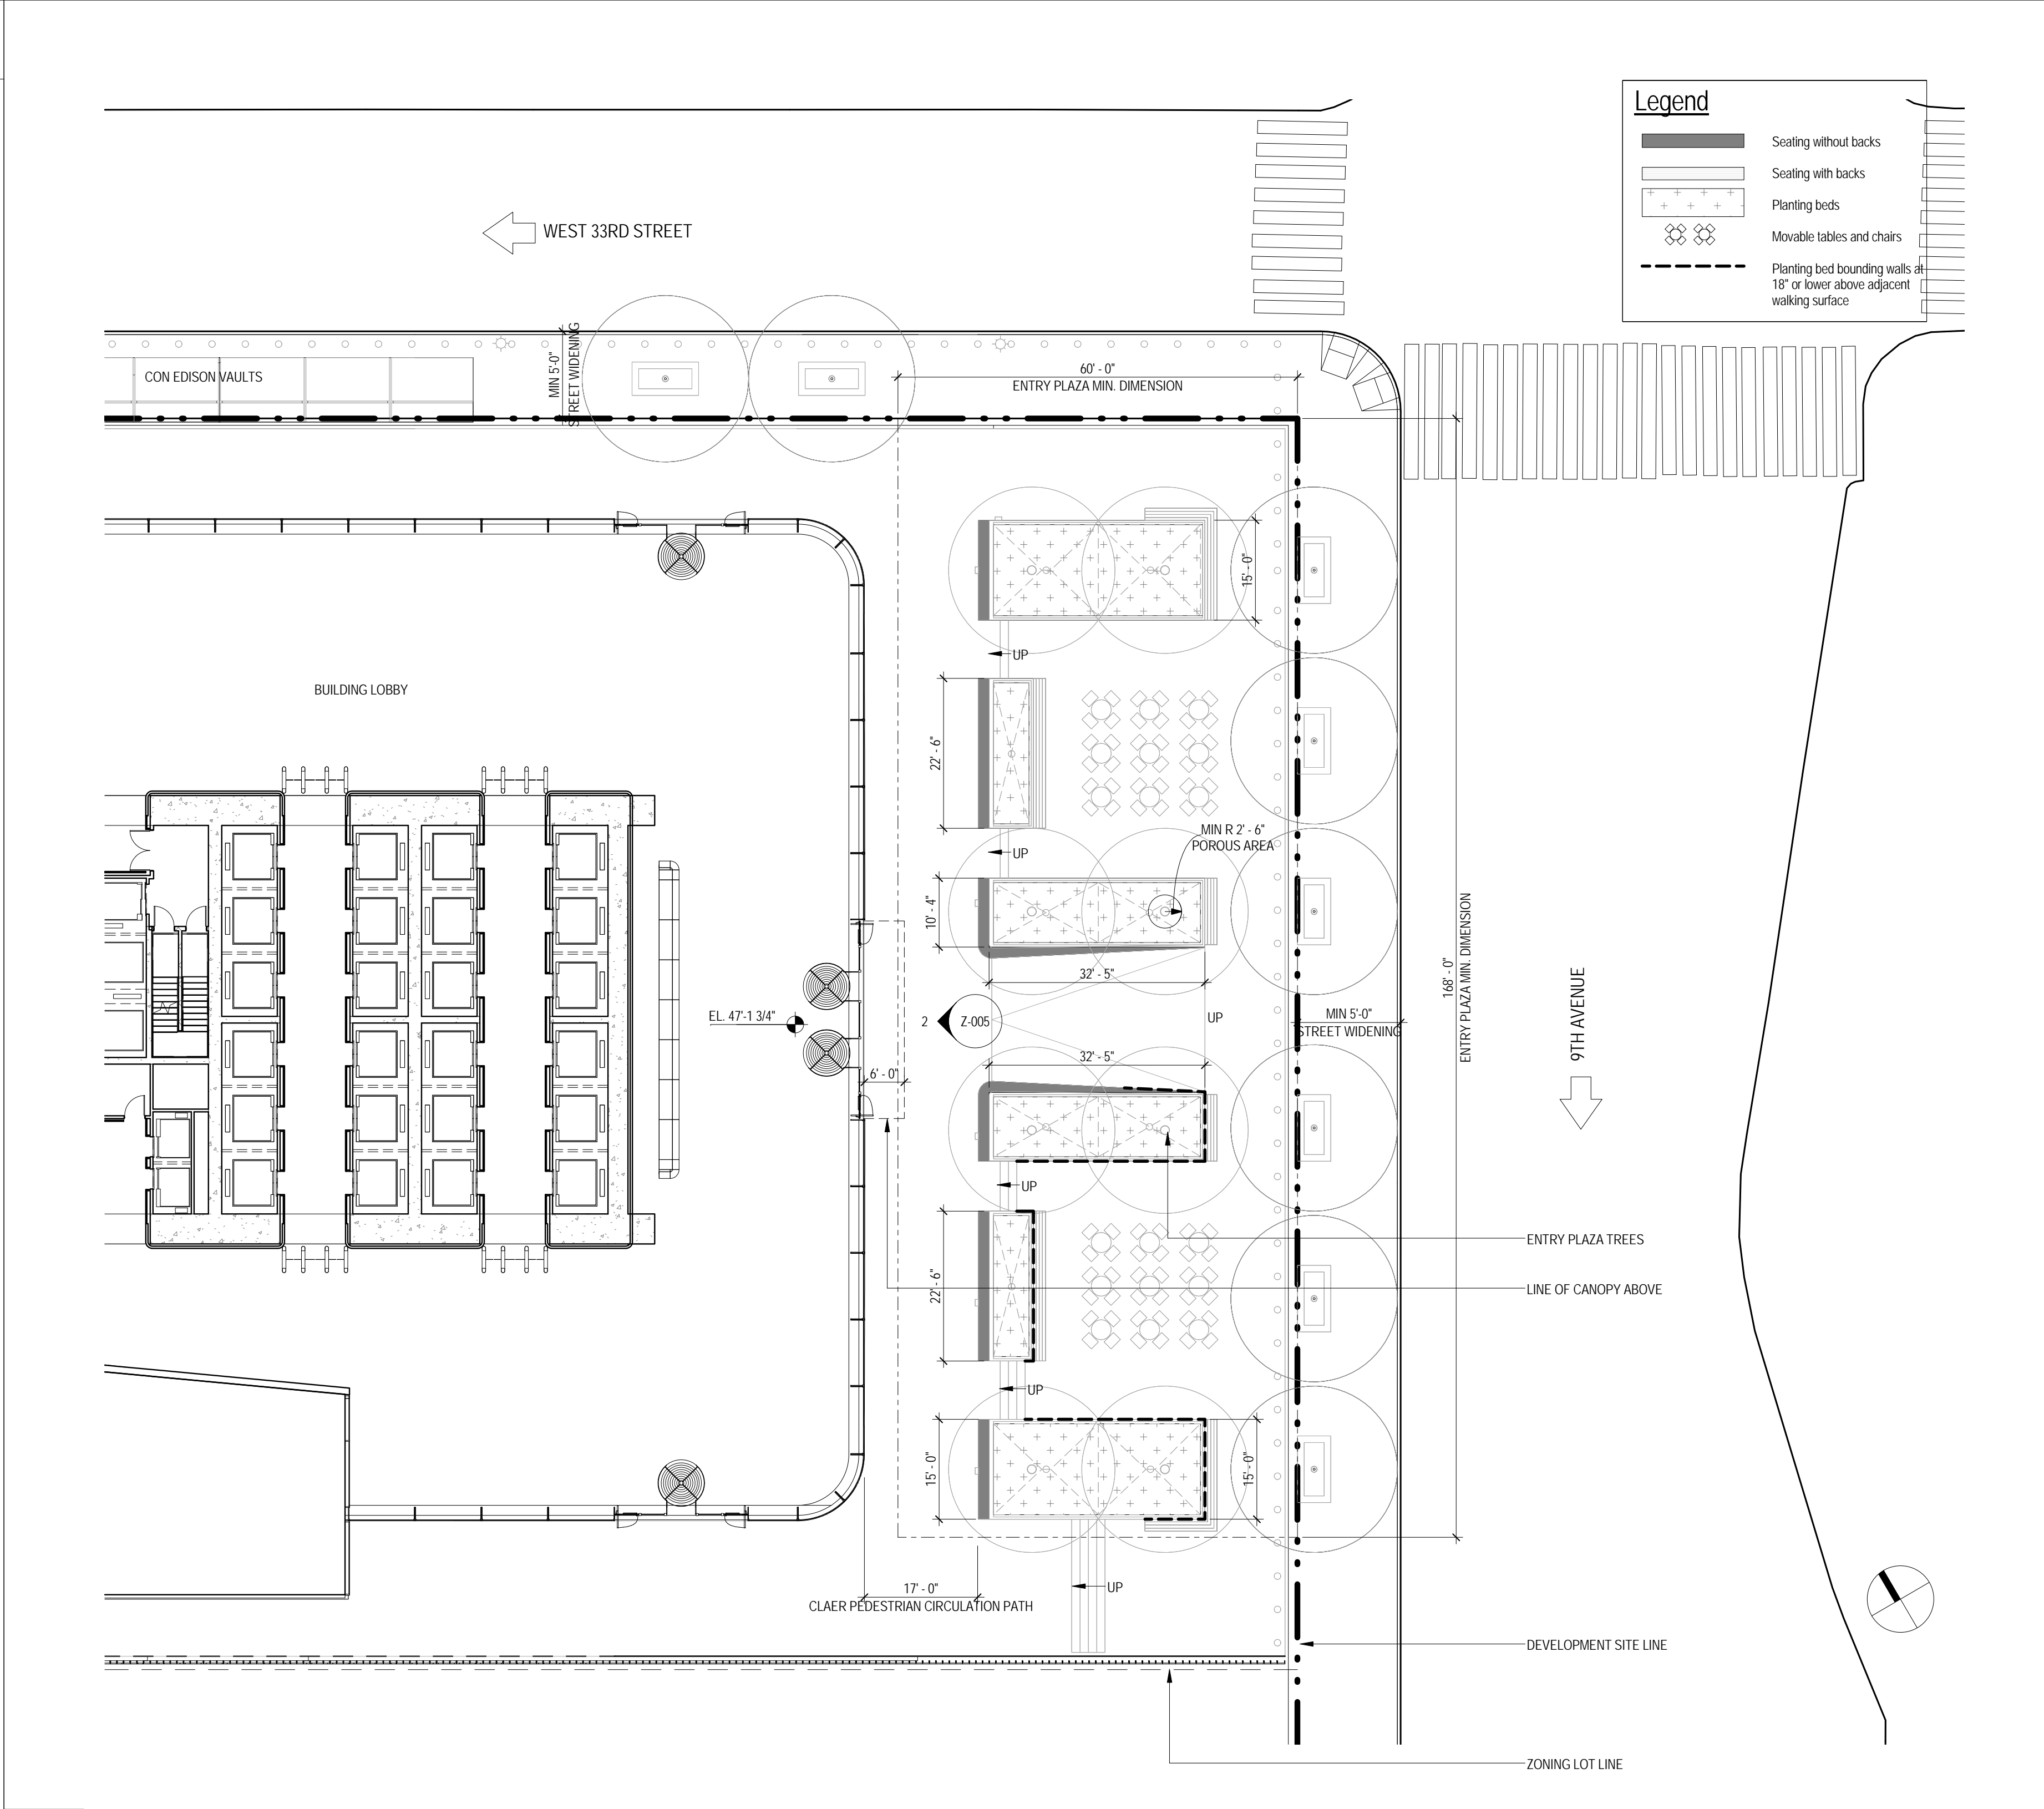 Legend
Seating without backs
Seating with backs
Planting beds
Movable tables and chairs
Planting bed bounding walls at
18" or lower above adjacent
walking surface
WEST 33RD STREET
CON EDISON VAULTS
MIN 5'-0"
STREET WIDENING
60' - 0"
ENTRY PLAZA MIN. DIMENSION
15' - 0"
UP
BUILDING LOBBY
22' - 6"
MIN R 2' - 6"
POROUS AREA
UP
10' - 4"
32' - 5"
168' - 0"
ENTRY PLAZA MIN. DIMENSION
9TH AVENUE
EL. 47'-1 3/4"
2
Z-005
UP
MIN 5'-0"
STREET WIDENING
32' - 5"
6' - 0"
UP
ENTRY PLAZA TREES
22' - 6"
LINE OF CANOPY ABOVE
UP
15' - 0"
15' - 0"
17' - 0"
CLAER PEDESTRIAN CIRCULATION PATH
UP
DEVELOPMENT SITE LINE
ZONING LOT LINE